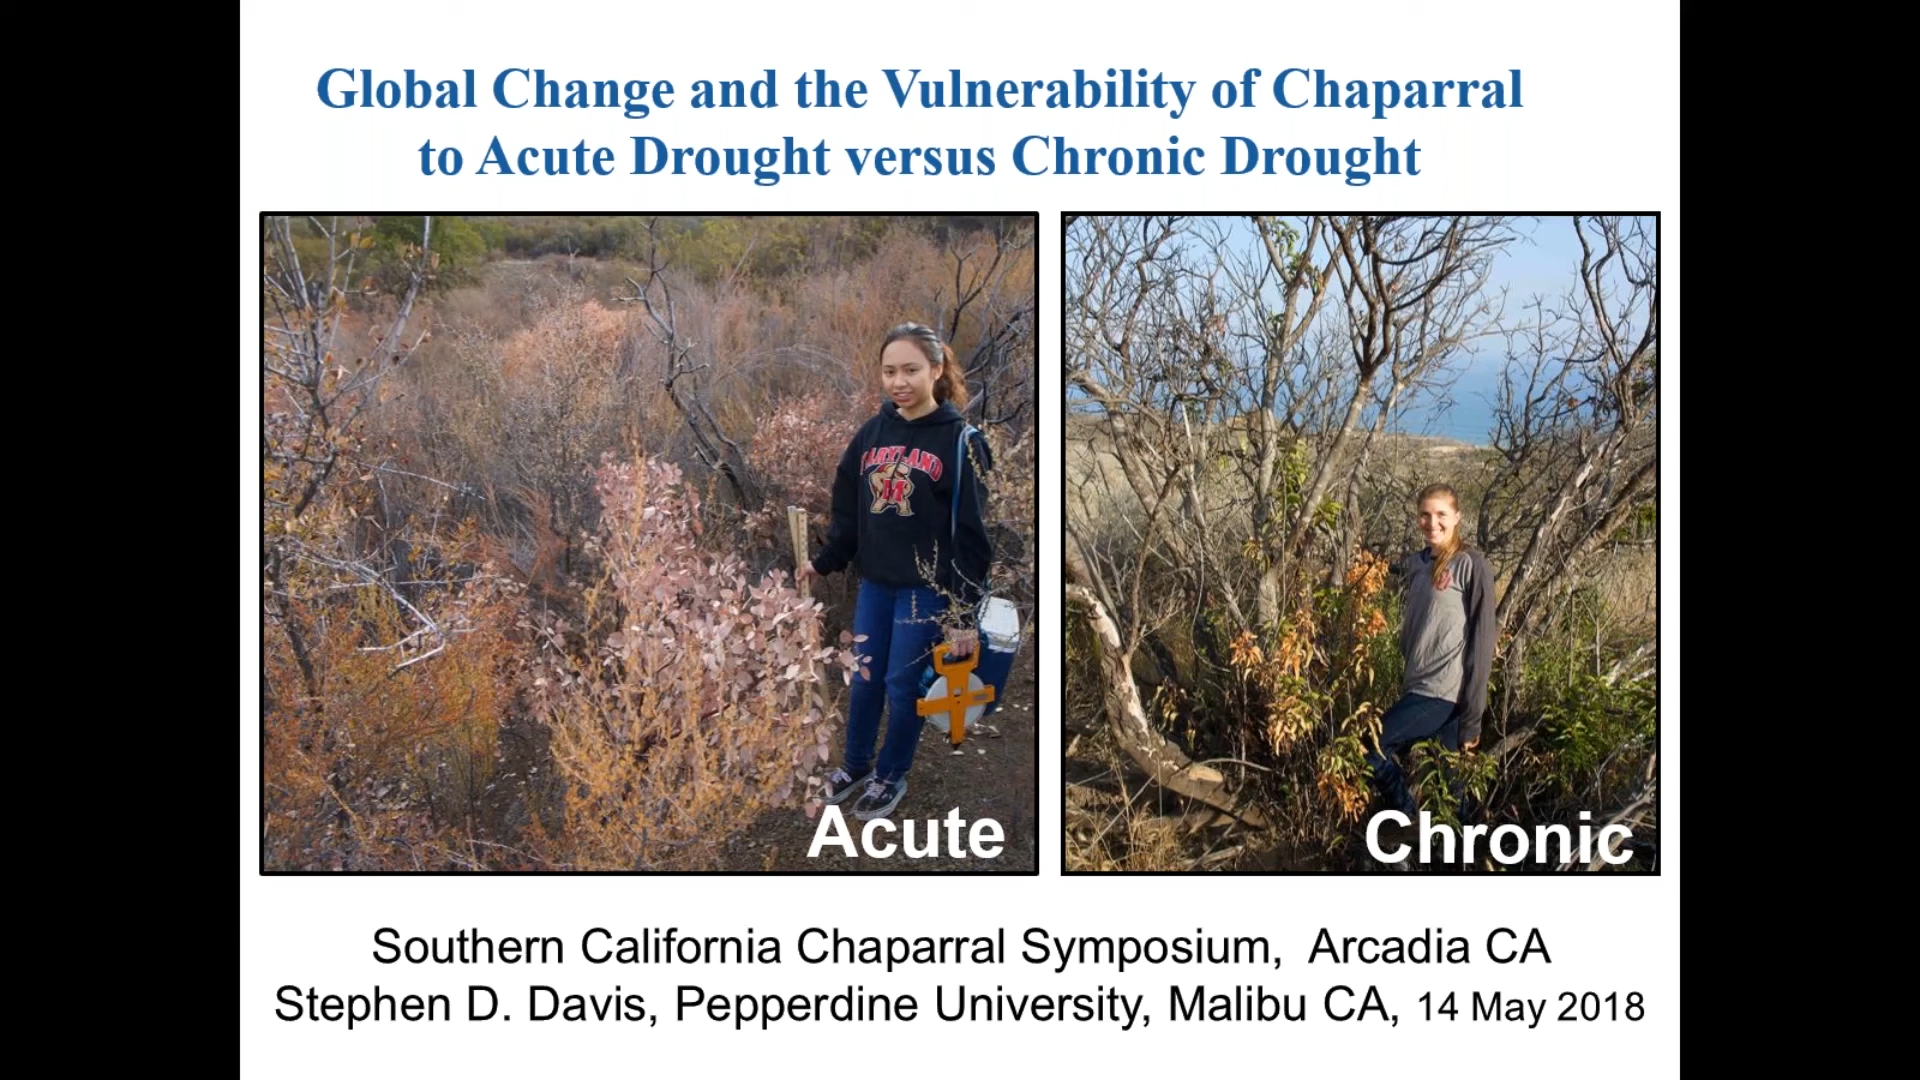 Global Change and the Vulnerability of Chaparral
to Acute Drought versus Chronic Drought
MARYLAND
M
Acute
Chronic
Southern California Chaparral Symposium, Arcadia CA
Stephen D. Davis, Pepperdine University, Malibu CA, 14 May 2018